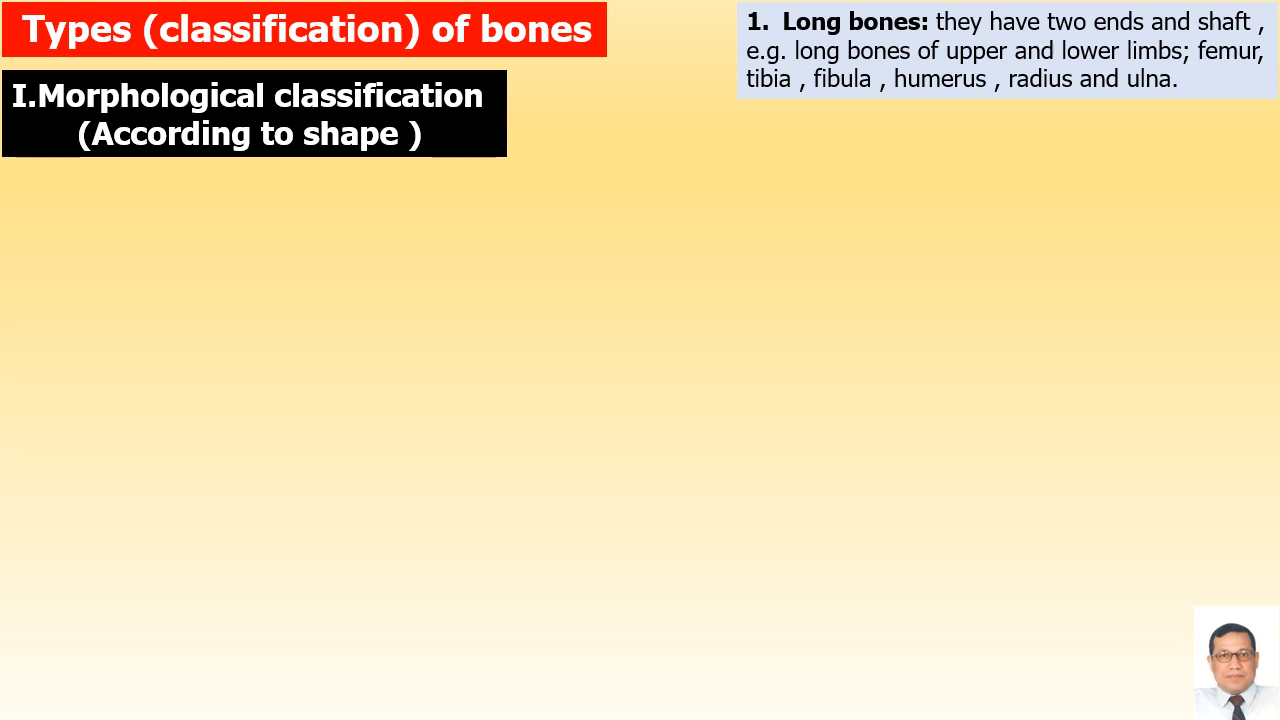 Types (classification) of bones
I.Morphological classification
(According to shape )
1. Long bones: they have two ends and shaft ,
e.g. long bones of upper and lower limbs; femur,
tibia , fibula , humerus , radius and ulna.